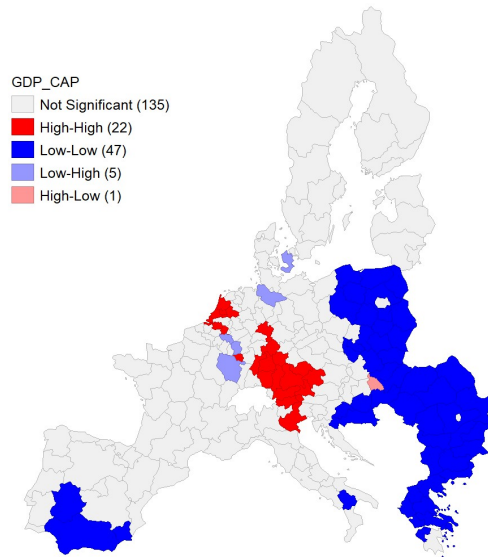 GDP_CAP
Not Significant (135)
High-High (22)
Low-Low (47)
Low-High (5)
High-Low (1)